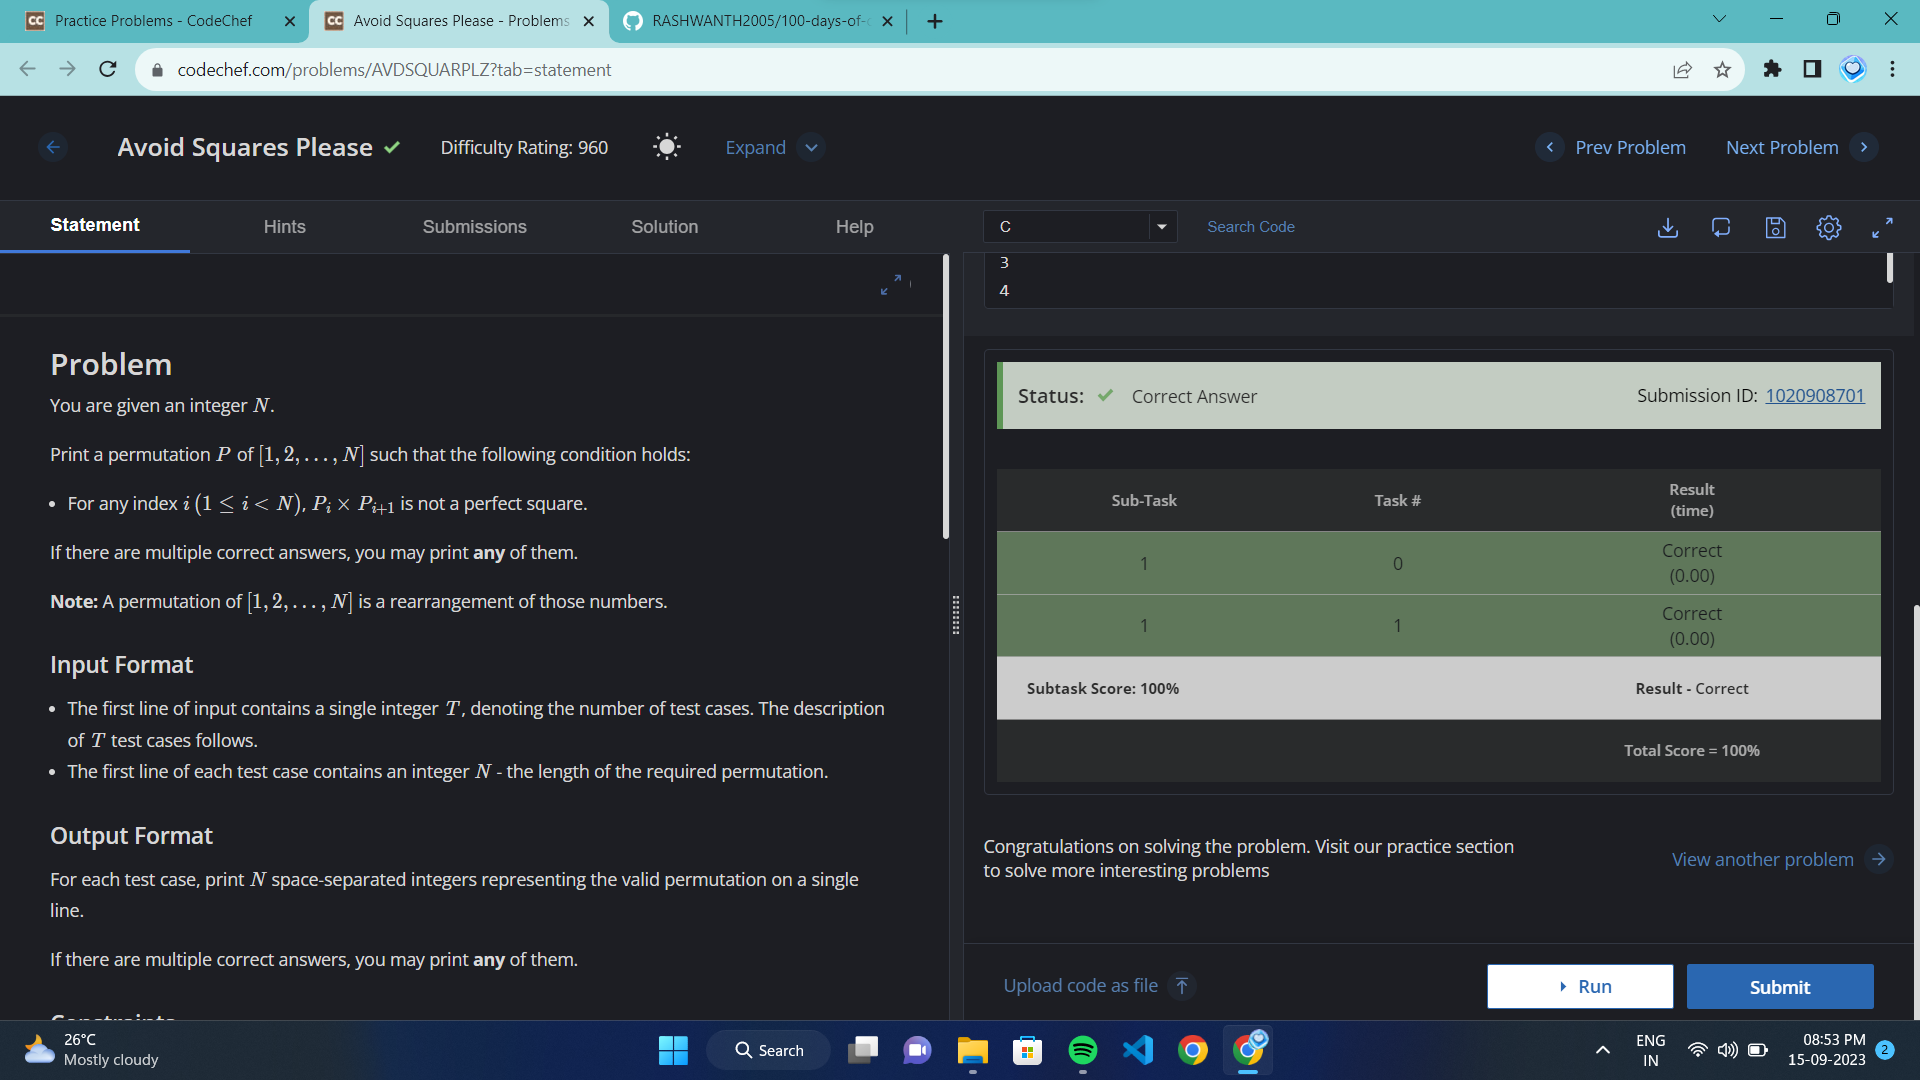 Practice Problems - CodeChef
Avoid Squares Please - Problems
RASHWANTH2005/100-days-of-c
codechef.com/problems/AVDSQUARPLZ?tab=statement
Avoid Squares Please
Difficulty Rating: 960
Expand
Prev Problem
Next Problem
Statement
Hints
Submissions
Solution
Help
Problem
You are given an integer N.
Print a permutation P of [1, 2, . . . , N] such that the following condition holds:
• For any index i (1 ≤ i < N), Pᵢ × Pᵢ₊₁ is not a perfect square.
If there are multiple correct answers, you may print any of them.
Note: A permutation of [1, 2, . . . , N] is a rearrangement of those numbers.
Input Format
• The first line of input contains a single integer T, denoting the number of test cases. The description
of T test cases follows.
• The first line of each test case contains an integer N - the length of the required permutation.
Output Format
For each test case, print N space-separated integers representing the valid permutation on a single
line.
If there are multiple correct answers, you may print any of them.
Constraints
C
Search Code
3
4
Status: ✓ Correct Answer
Submission ID: 1020908701
Sub-Task Task # Result
(time)
1 0 Correct
(0.00)
1 1 Correct
(0.00)
Subtask Score: 100% Result - Correct
Total Score = 100%
Congratulations on solving the problem. Visit our practice section
to solve more interesting problems
View another problem
Upload code as file
Run
Submit
26°C
Mostly cloudy
Search
ENG
IN
08:53 PM
15-09-2023
2